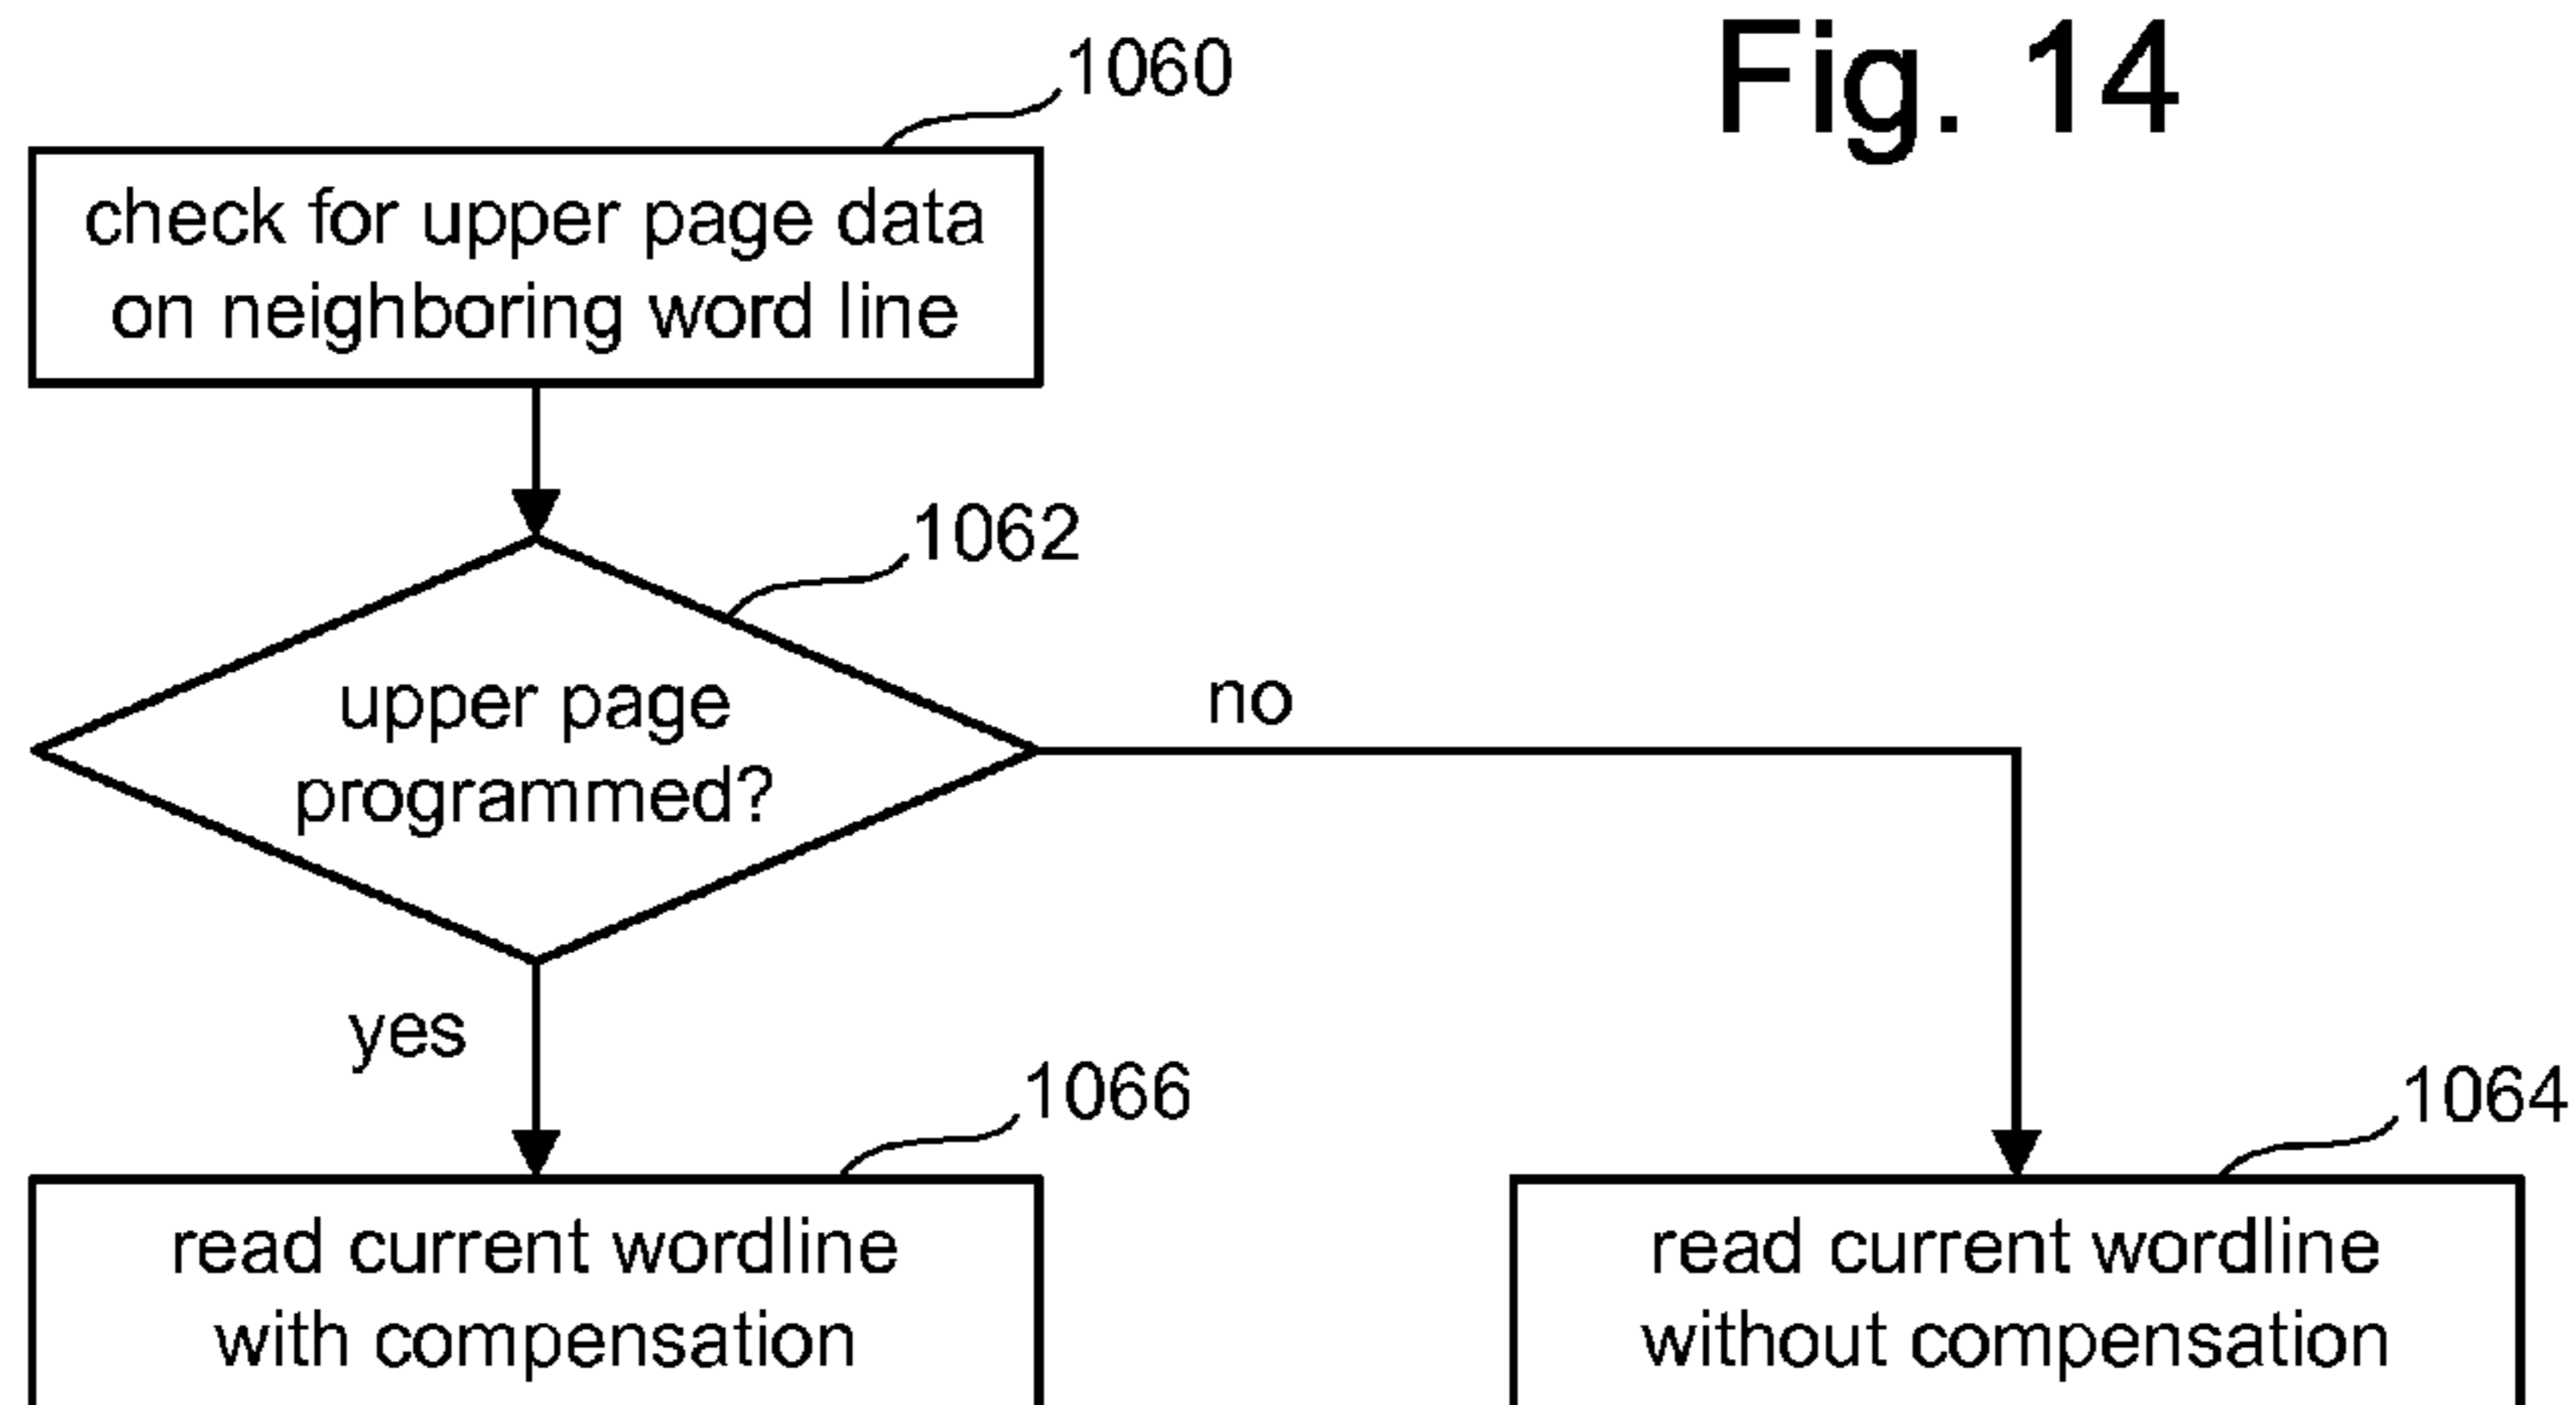 Fig. 14
1060
check for upper page data
on neighboring word line
1062
upper page
programmed?
no
yes
1066
read current wordline
with compensation
1064
read current wordline
without compensation